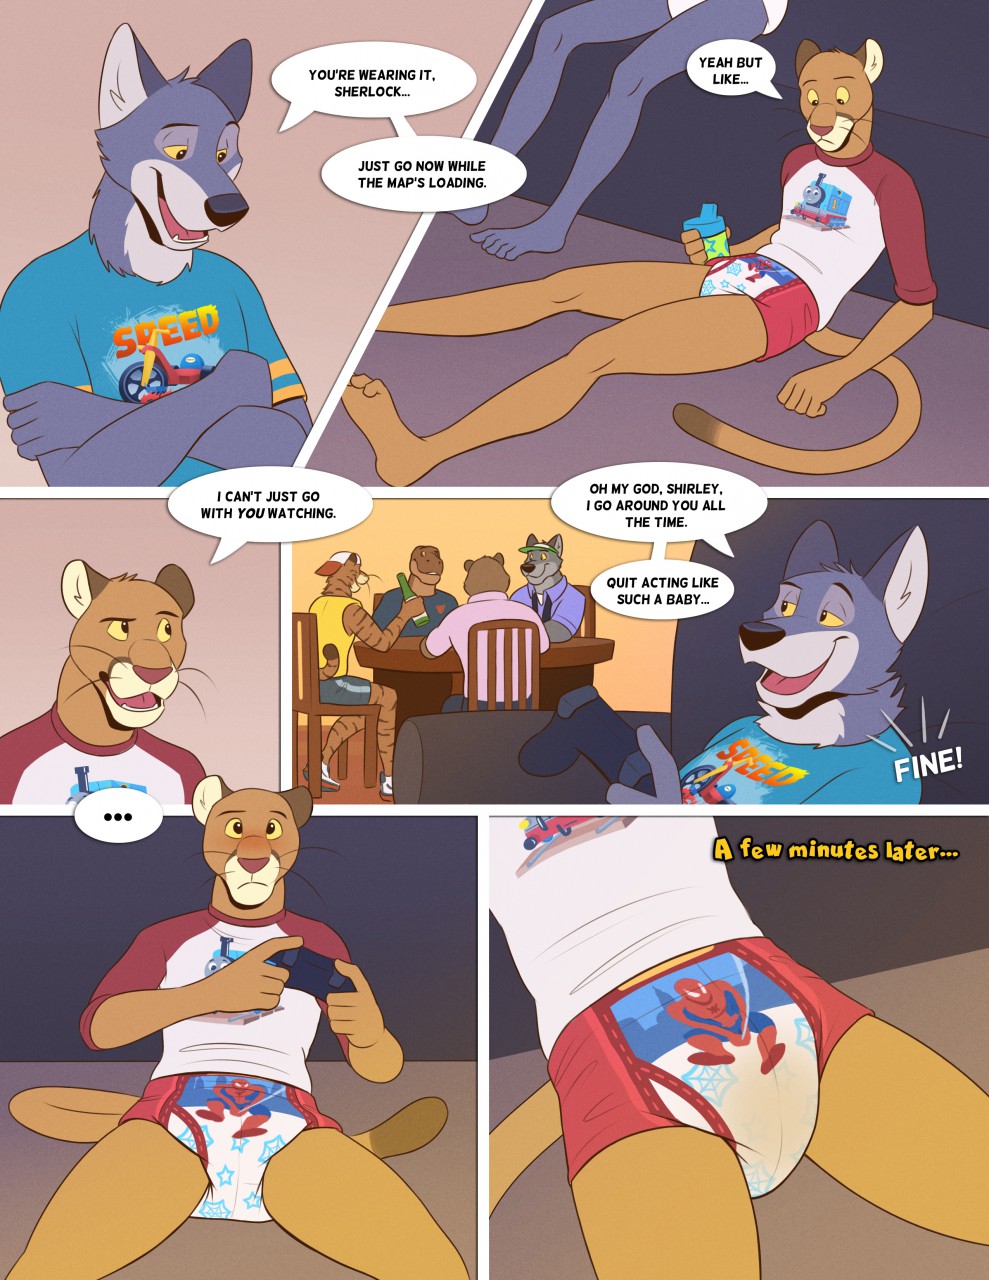 YOU'RE WEARING IT,
SHERLOCK...
JUST GO NOW WHILE
THE MAP'S LOADING.
SPEED
YEAH BUT
LIKE...
1
I CAN'T JUST GO
WITH YOU WATCHING.
OH MY GOD, SHIRLEY,
I GO AROUND YOU ALL
THE TIME.
QUIT ACTING LIKE
SUCH A BABY...
SPEED
FINE!
...
A few minutes later...